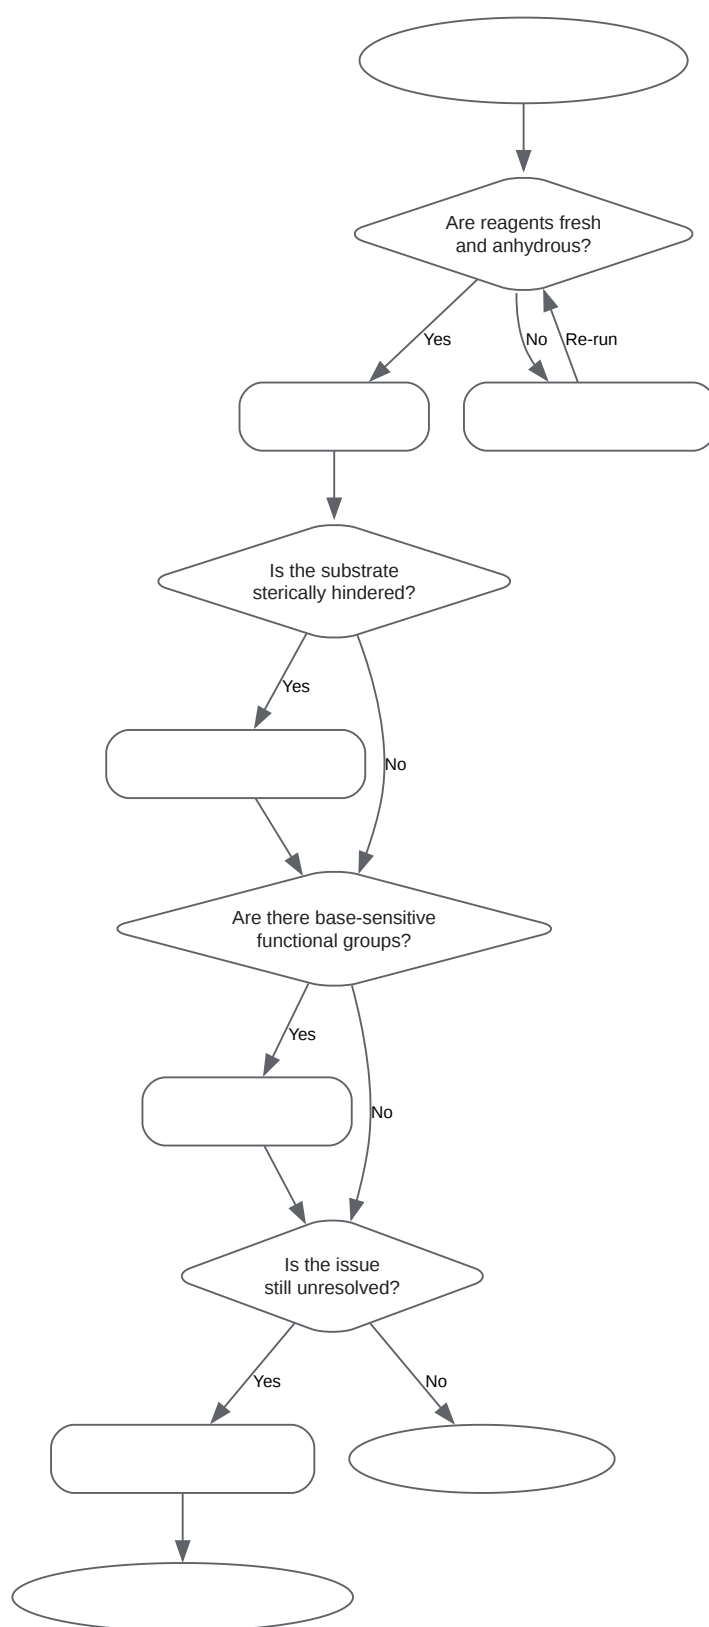 Are reagents fresh
and anhydrous?
Yes
No
Re-run
Is the substrate
sterically hindered?
Yes
No
Are there base-sensitive
functional groups?
Yes
No
Is the issue
still unresolved?
Yes
No